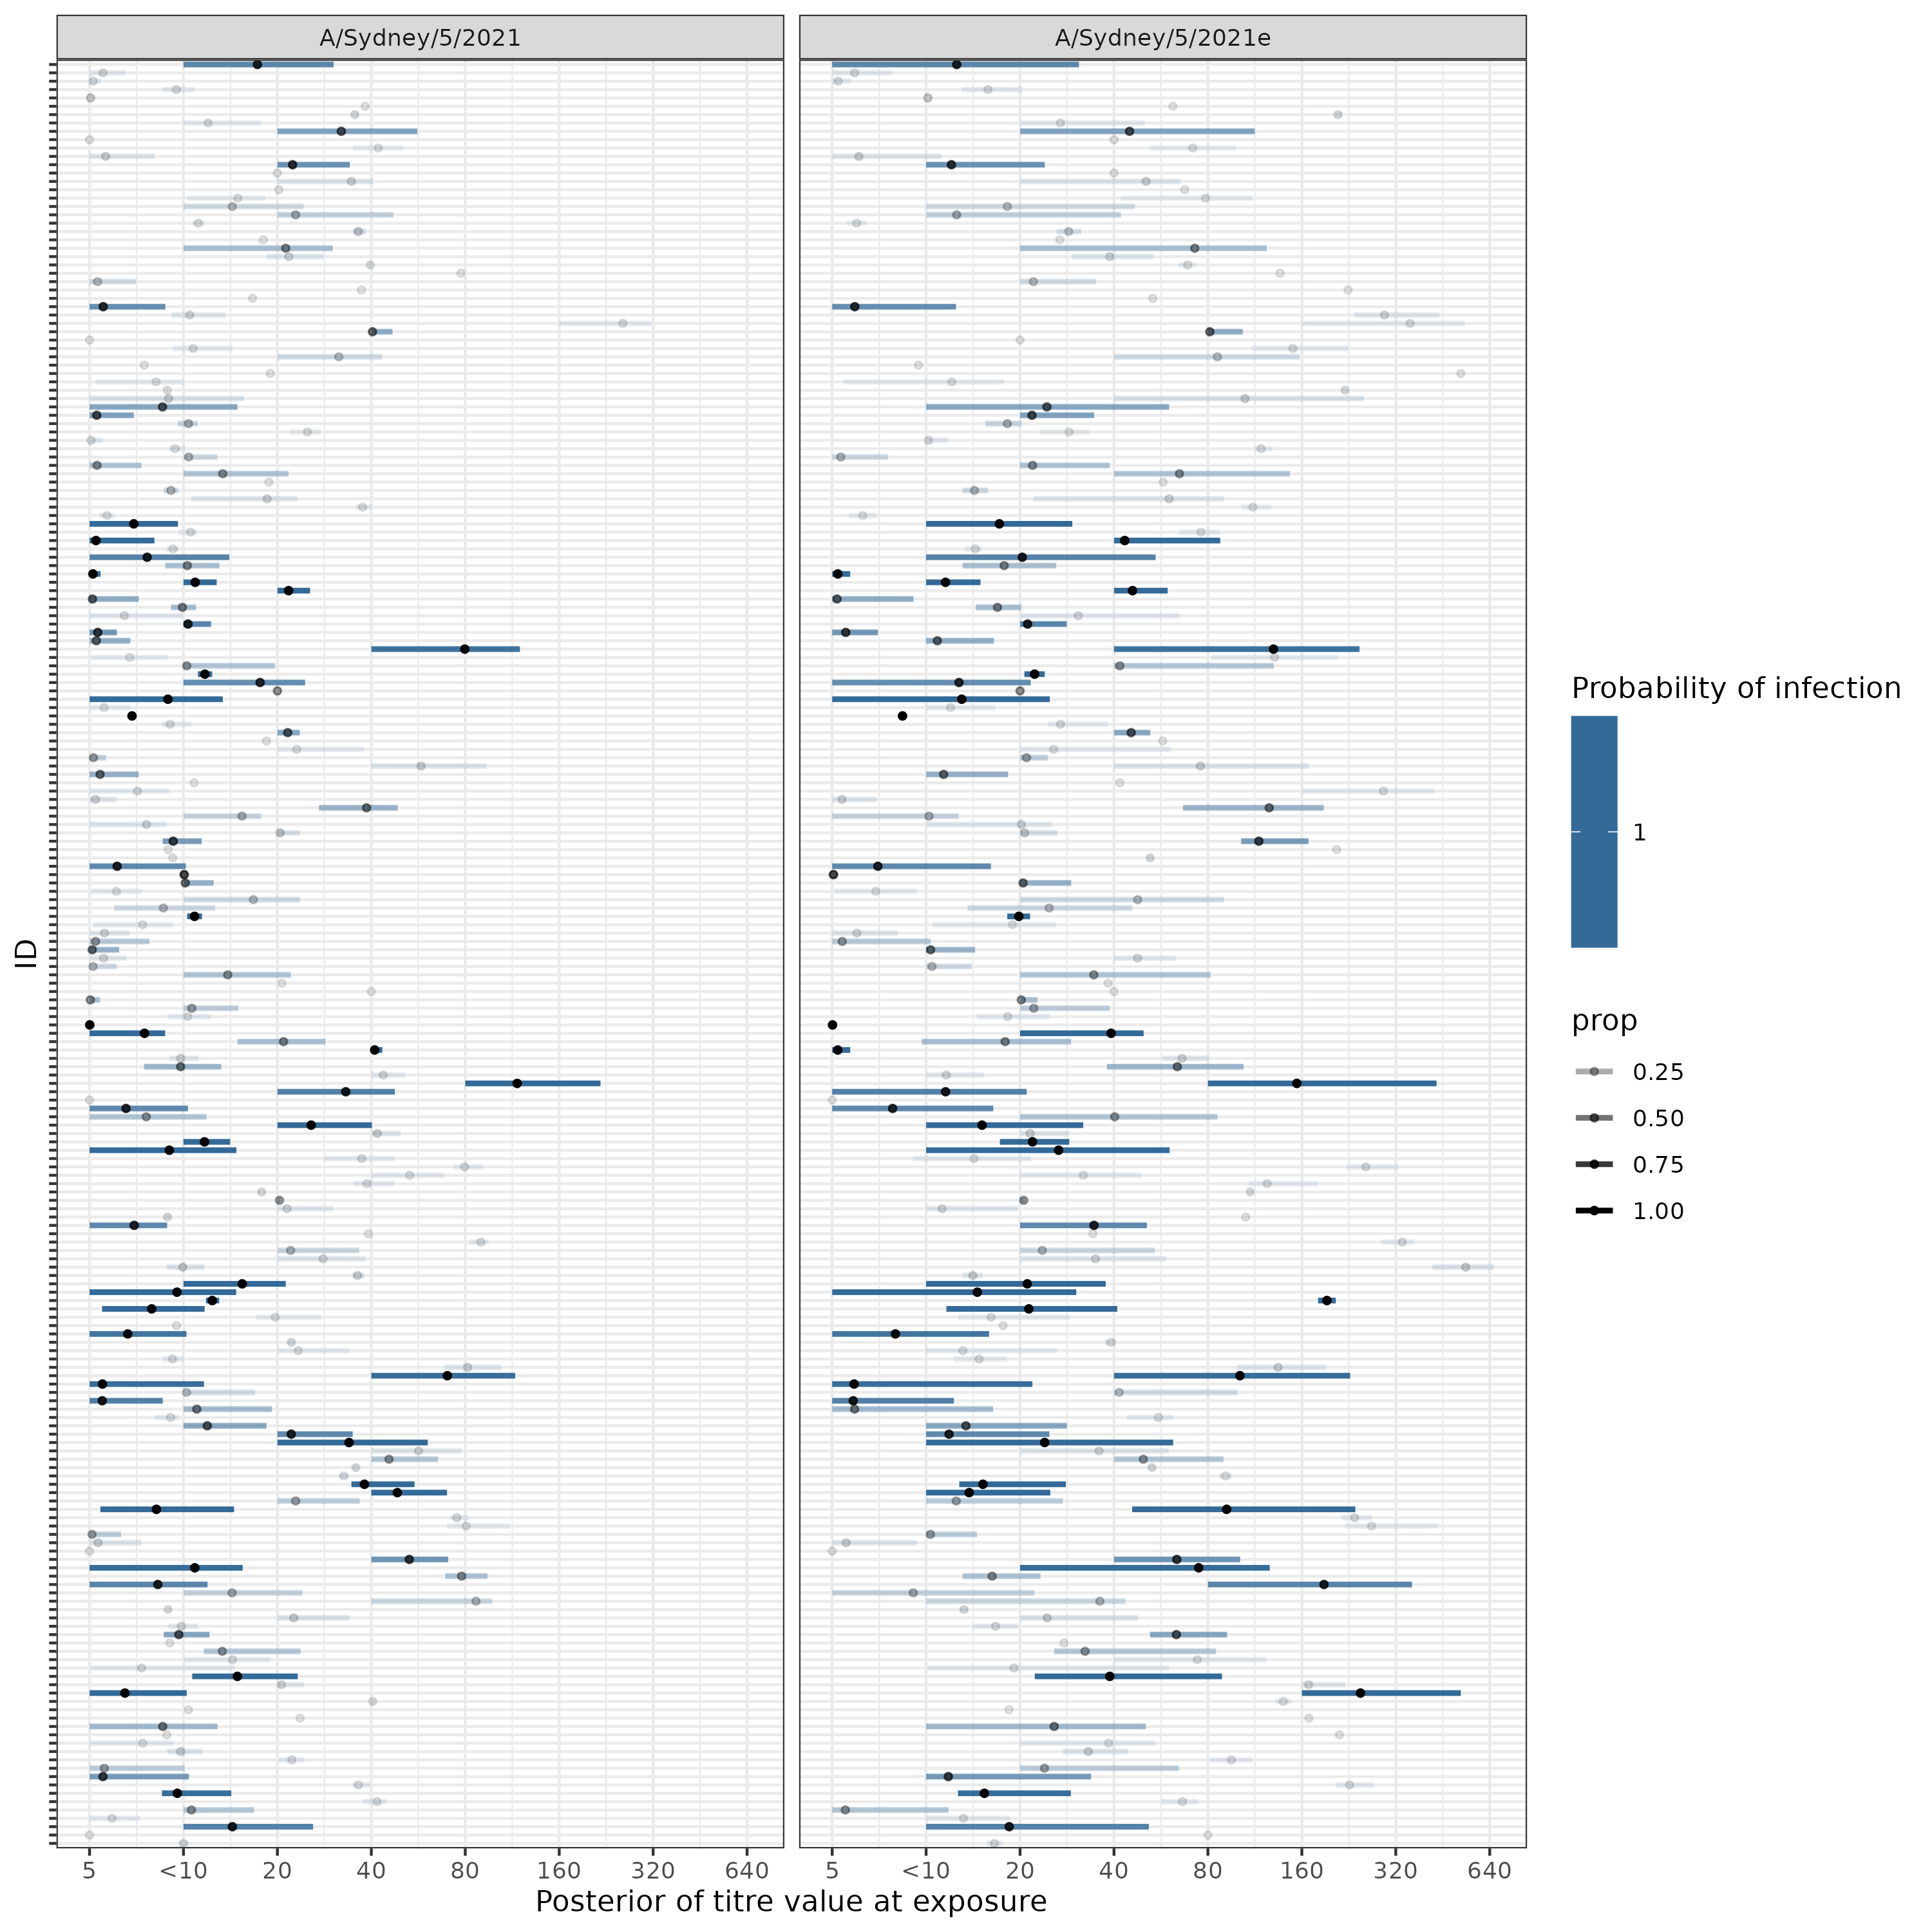 A/Sydney/5/2021
A/Sydney/5/2021e
ID
5 <10 20 40 80 160 320 640
5 <10 20 40 80 160 320 640
Posterior of titre value at exposure
Probability of infection
1
prop
0.25
0.50
0.75
1.00